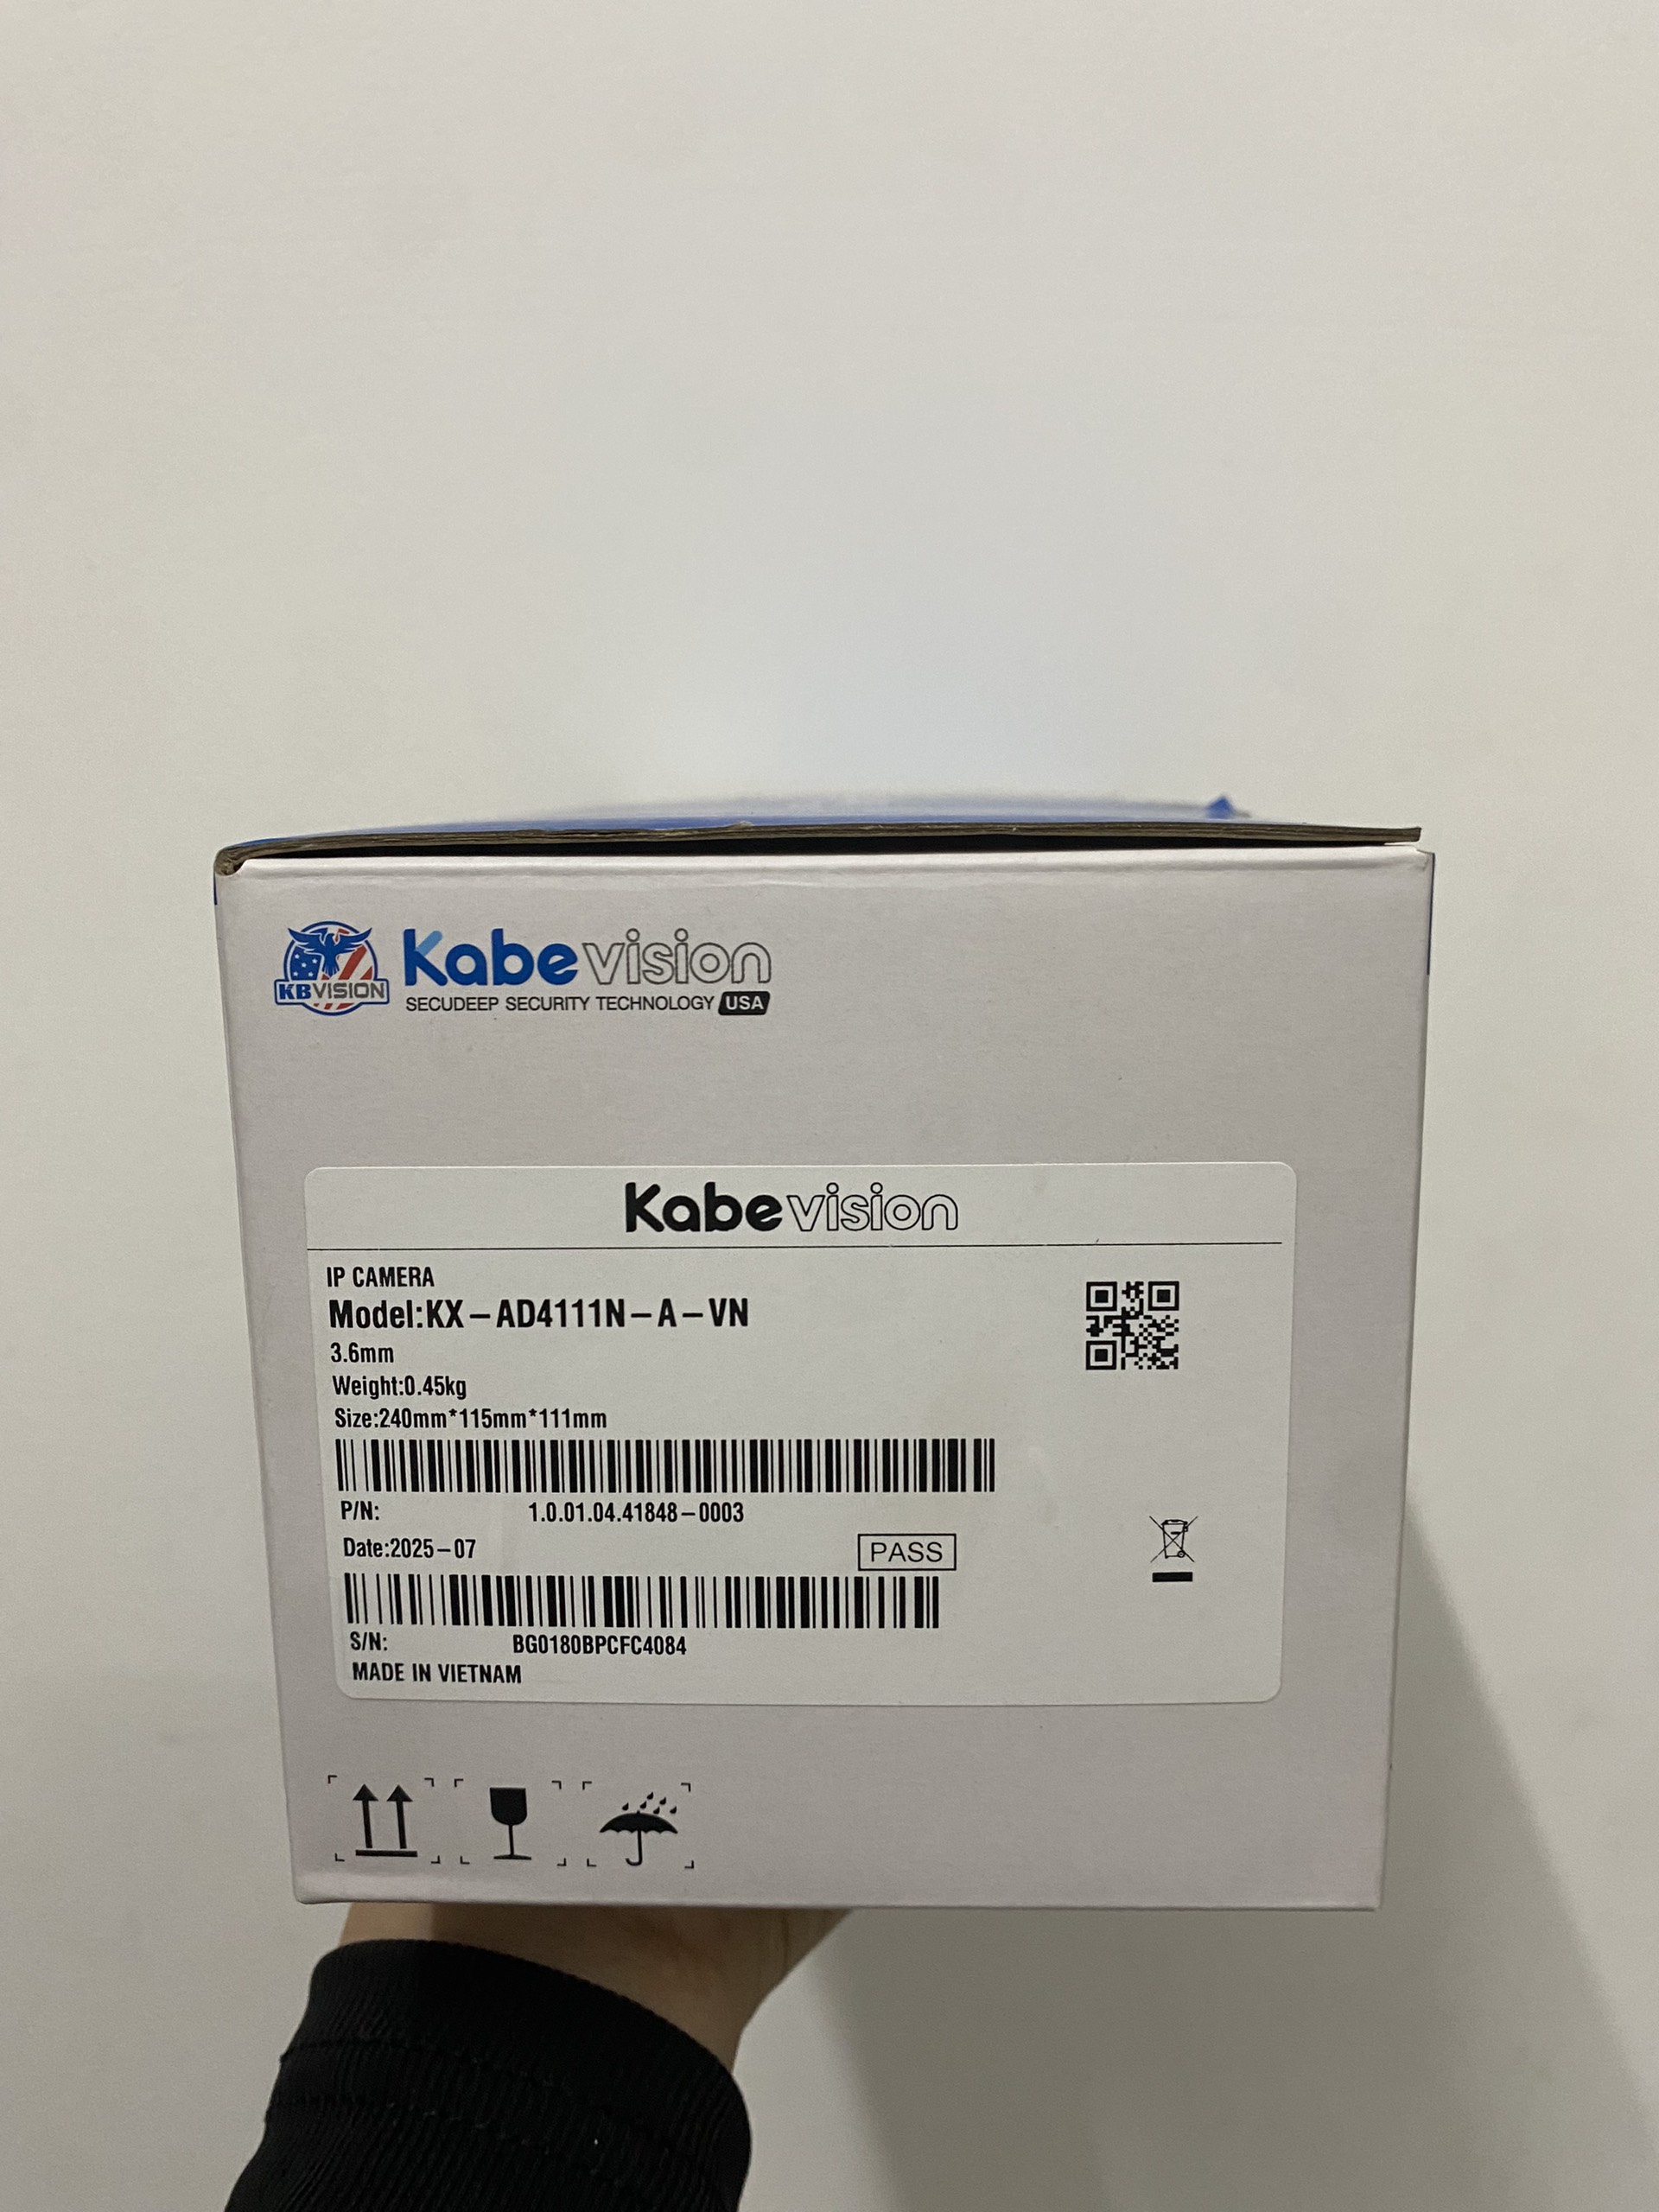 KBVISION
Kabevision
SECUDEEP SECURITY TECHNOLOGY USA
Kabevision
IP CAMERA
Model:KX-AD4111N-A-VN
3.6mm
Weight:0.45kg
Size:240mm*115mm*111mm
P/N: 1.0.01.04.41848-0003
Date:2025-07 PASS
S/N: BG0180BPCFC4084
MADE IN VIETNAM